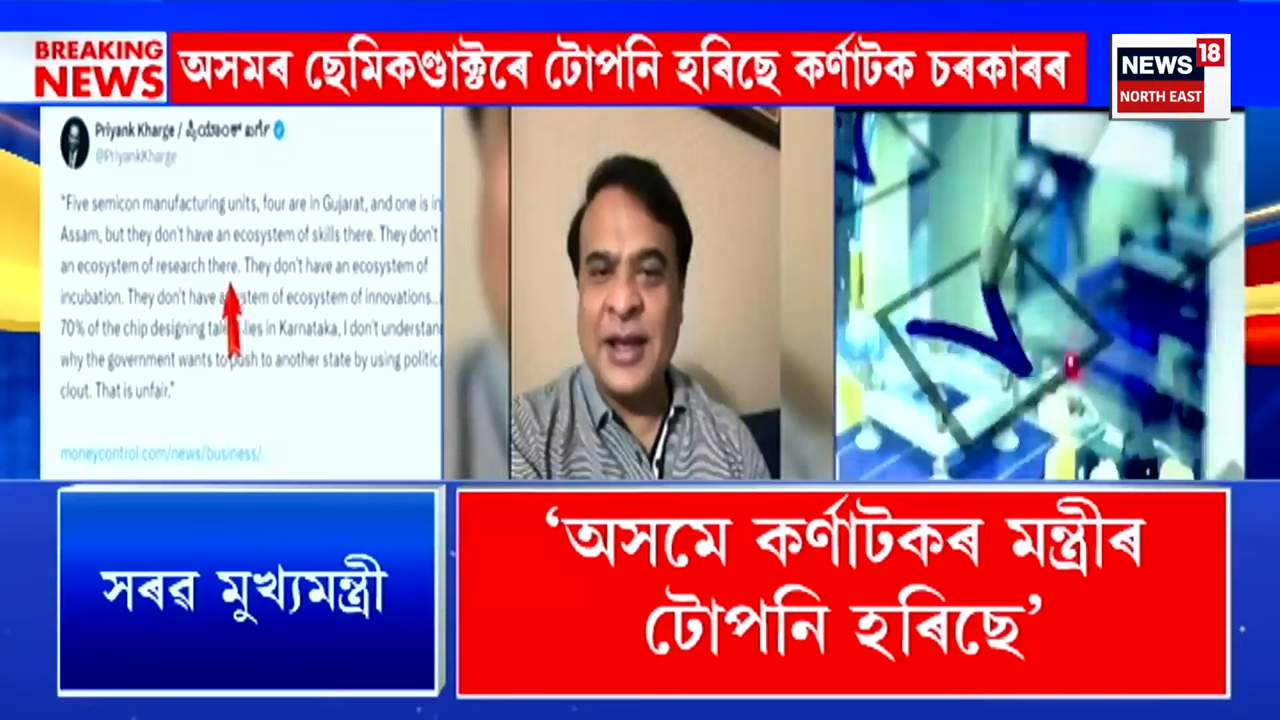 BREAKING
NEWS
অসমৰ ছেমিকণ্ডাক্টৰে টোপনি হৰিছে কৰ্ণাটক চৰকাৰৰ
NEWS 18
NORTH EAST
Priyank Kharge / ಪ್ರಿಯಾಂಕ್ ಖರ್ಗೆ
@PriyankKharge
"Five semicon manufacturing units, four are in Gujarat, and one is in
Assam, but they don't have an ecosystem of skills there. They don't
an ecosystem of research there. They don't have an ecosystem of
incubation. They don't have of ecosystem of innovations..
70% of the chip designing lies in Karnataka, I don't understan
why the government wants to push to another state by using politic
clout. That is unfair."
moneycontrol.com/news/business/
সৰৱ মুখ্যমন্ত্ৰী
‘অসমে কৰ্ণাটকৰ মন্ত্ৰীৰ
টোপনি হৰিছে’